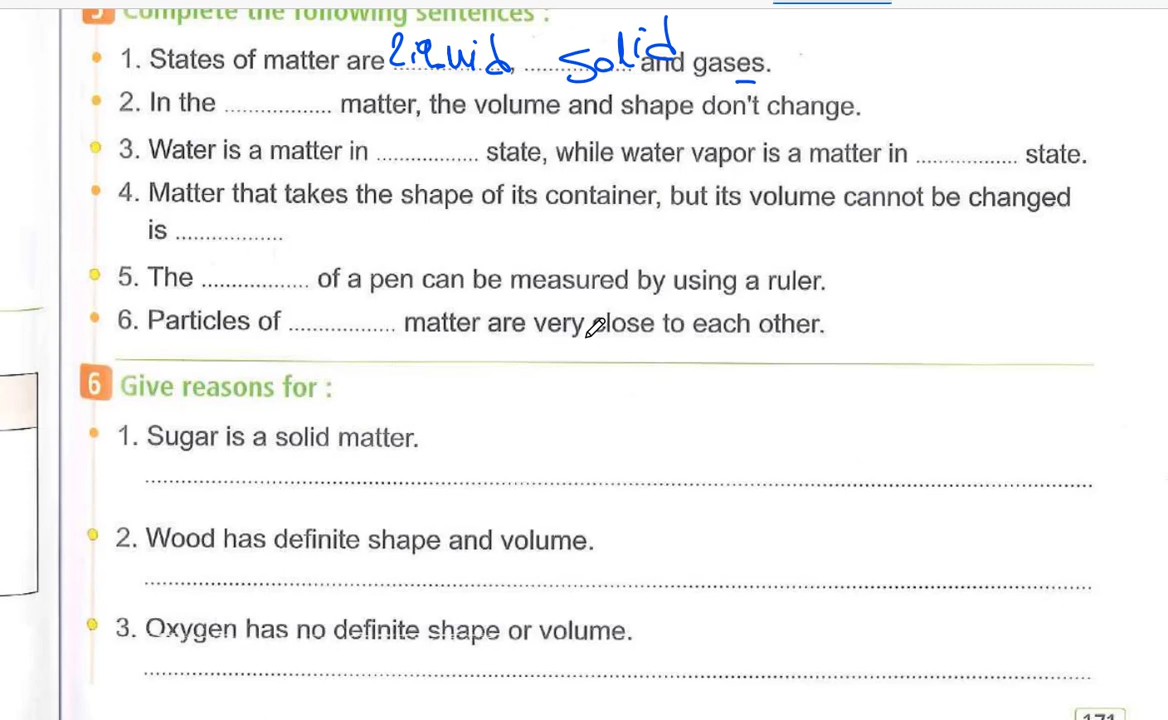 5 Complete the following sentences :
1. States of matter are liquid, solid and gases.
2. In the ................ matter, the volume and shape don't change.
3. Water is a matter in ................ state, while water vapor is a matter in ................ state.
4. Matter that takes the shape of its container, but its volume cannot be changed
is ................
5. The ................ of a pen can be measured by using a ruler.
6. Particles of ................ matter are very close to each other.
6 Give reasons for :
1. Sugar is a solid matter.
2. Wood has definite shape and volume.
3. Oxygen has no definite shape or volume.
171